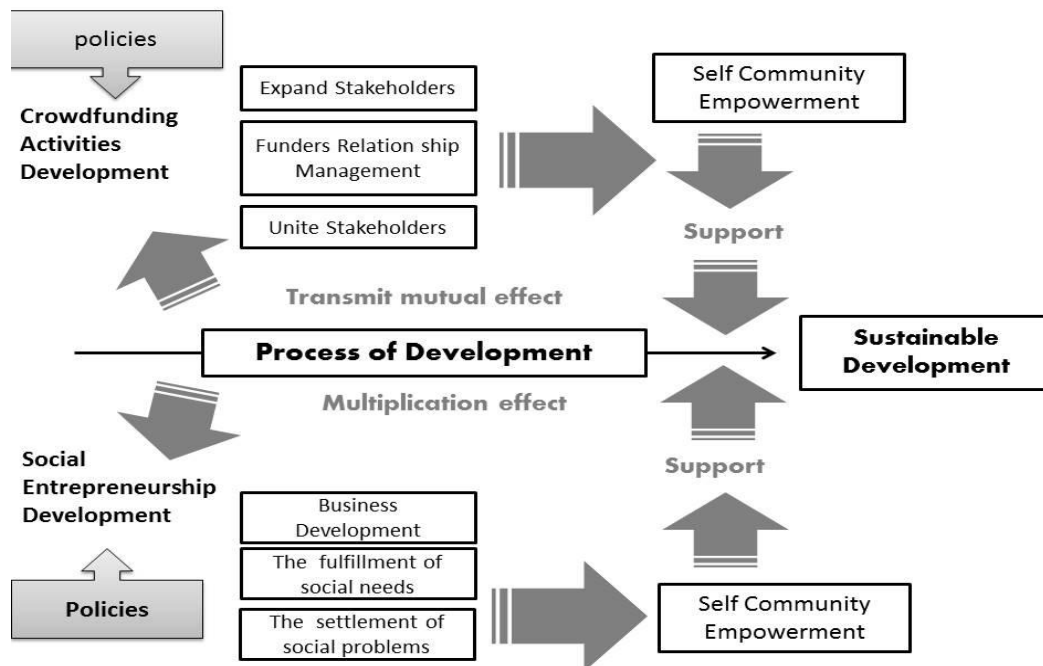 policies
Crowdfunding
Activities
Development
Expand Stakeholders
Funders Relation ship
Management
Unite Stakeholders
Self Community
Empowerment
Support
Transmit mutual effect
Process of Development
Sustainable
Development
Multiplication effect
Support
Social
Entrepreneurship
Development
Business
Development
The fulfillment of
social needs
The settlement of
social problems
Policies
Self Community
Empowerment